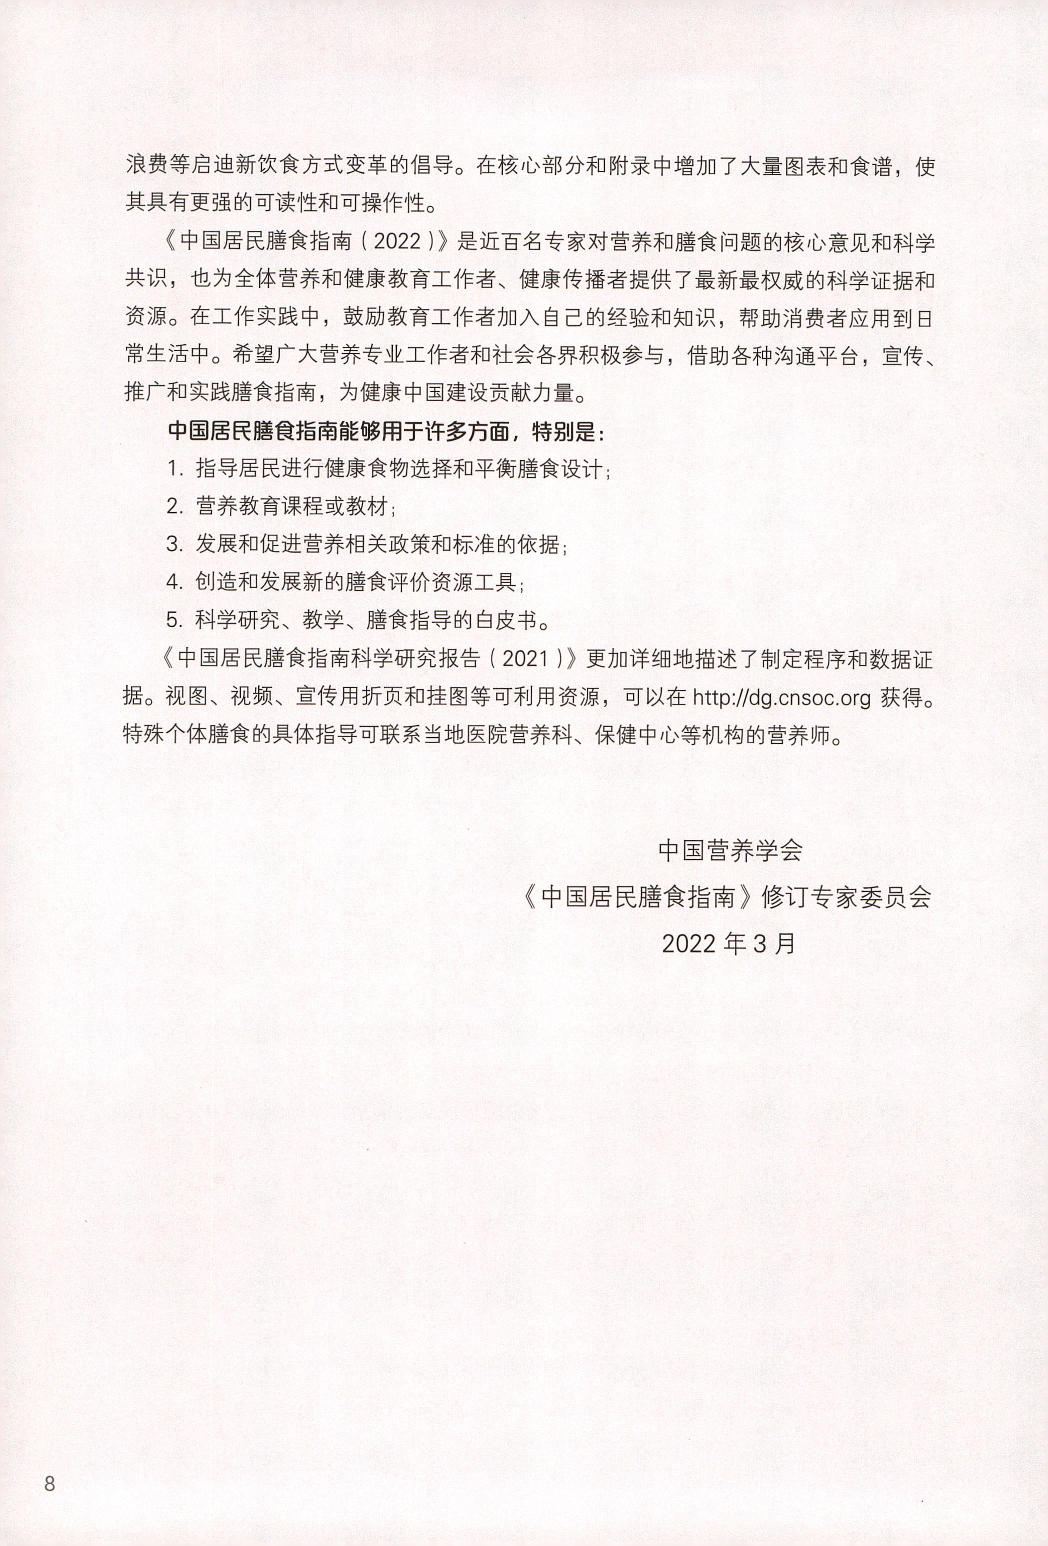 浪费等启迪新饮食方式变革的倡导。在核心部分和附录中增加了大量图表和食谱，使
其具有更强的可读性和可操作性。
《中国居民膳食指南（2022）》是近百名专家对营养和膳食问题的核心意见和科学
共识，也为全体营养和健康教育工作者、健康传播者提供了最新最权威的科学证据和
资源。在工作实践中，鼓励教育工作者加入自己的经验和知识，帮助消费者应用到日
常生活中。希望广大营养专业工作者和社会各界积极参与，借助各种沟通平台，宣传、
推广和实践膳食指南，为健康中国建设贡献力量。
中国居民膳食指南能够用于许多方面，特别是：
1. 指导居民进行健康食物选择和平衡膳食设计；
2. 营养教育课程或教材；
3. 发展和促进营养相关政策和标准的依据；
4. 创造和发展新的膳食评价资源工具；
5. 科学研究、教学、膳食指导的白皮书。
《中国居民膳食指南科学研究报告（2021）》更加详细地描述了制定程序和数据证
据。视图、视频、宣传用折页和挂图等可利用资源，可以在 http://dg.cnsoc.org 获得。
特殊个体膳食的具体指导可联系当地医院营养科、保健中心等机构的营养师。
中国营养学会
《中国居民膳食指南》修订专家委员会
2022 年 3 月
8